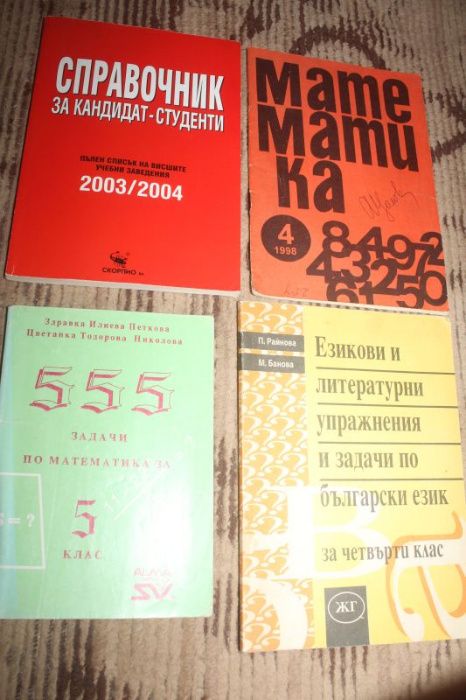 СПРАВОЧНИК
ЗА КАНДИДАТ-СТУДЕНТИ
ПЪЛЕН СПИСЪК НА ВИСШИТЕ
УЧЕБНИ ЗАВЕДЕНИЯ
2003/2004
СКОРПИО
мате
мати
ка
4
1998
Здравка Илиева Петкова
Цветанка Тодорова Николова
555
ЗАДАЧИ
ПО МАТЕМАТИКА ЗА
5
КЛАС
S=?
SV
П. Райнова
М. Банова
Езикови и
литературни
упражнения
и задачи по
български език
за четвърти клас
ЖГ